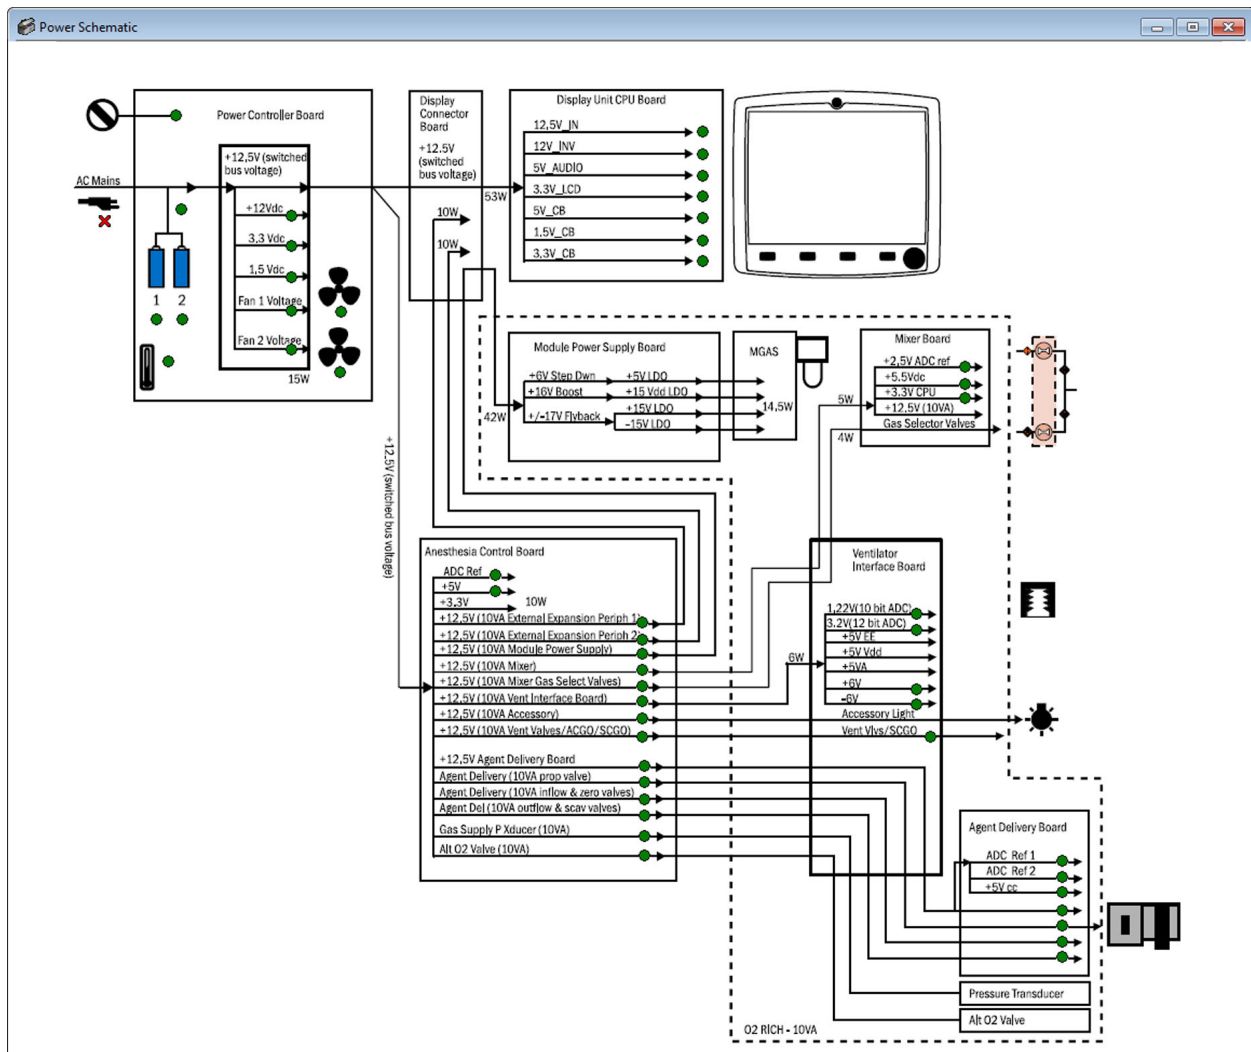 Power Schematic
Power Controller Board
+12,5V (switched
bus voltage)
AC Mains
+12Vdc
3,3 Vdc
1,5 Vdc
Fan 1 Voltage
Fan 2 Voltage
1 2
15W
Display
Connector
Board
+12.5V
(switched
bus voltage)
10W
10W
53W
Display Unit CPU Board
12,5V_IN
12V_INV
5V_AUDIO
3.3V_LCD
5V_CB
1.5V_CB
3.3V_CB
42W
Module Power Supply Board
+6V Step Dwn
+5V LDO
+16V Boost
+15 Vdd LDO
+/-17V Flyback
+15V LDO
-15V LDO
MGAS
14,5W
Mixer Board
+2,5V ADC ref
+5.5Vdc
+3.3V CPU
+12,5V (10VA)
Gas Selector Valves
5W
4W
+12.5V (switched bus voltage)
Anesthesia Control Board
ADC Ref
+5V
+3.3V
10W
+12,5V (10VA External Expansion Periph 1)
+12,5V (10VA External Expansion Periph 2)
+12,5V (10VA Module Power Supply)
+12.5V (10VA Mixer)
+12.5V (10VA Mixer Gas Select Valves)
+12,5V (10VA Vent Interface Board)
+12,5V (10VA Accessory)
+12,5V (10VA Vent Valves/ACGO/SCGO)
+12,5V Agent Delivery Board
Agent Delivery (10VA prop valve)
Agent Delivery (10VA inflow & zero valves)
Agent Del (10VA outflow & scav valves)
Gas Supply P Xducer (10VA)
Alt O2 Valve (10VA)
6W
Ventilator
Interface Board
1,22V(10 bit ADC)
3.2V(12 bit ADC)
+5V EE
+5V Vdd
+5VA
+6V
-6V
Accessory Light
Vent Vlvs/SCGO
Agent Delivery Board
ADC Ref 1
ADC Ref 2
+5V cc
Pressure Transducer
Alt O2 Valve
O2 RICH - 10VA